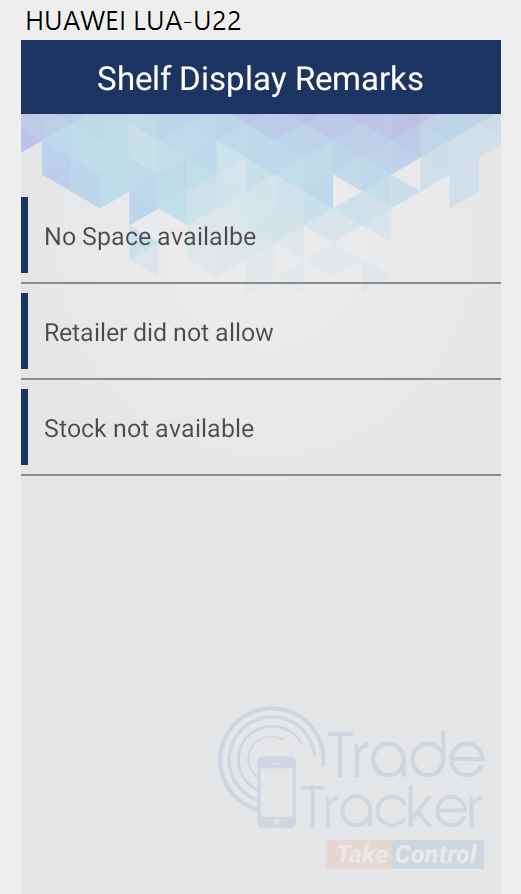 HUAWEI LUA-U22
Shelf Display Remarks
No Space availalbe
Retailer did not allow
Stock not available
Trade
Tracker
Take Control